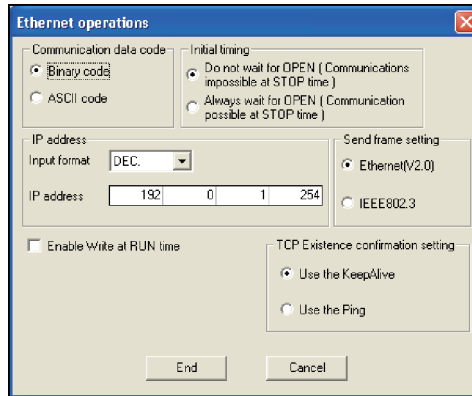 Ethernet operations
Communication data code
Binary code
ASCII code
Initial timing
Do not wait for OPEN ( Communications
impossible at STOP time )
Always wait for OPEN ( Communication
possible at STOP time )
IP address
Input format DEC.
IP address 192 0 1 254
Send frame setting
Ethernet(V2.0)
IEEE802.3
Enable Write at RUN time
TCP Existence confirmation setting
Use the KeepAlive
Use the Ping
End Cancel